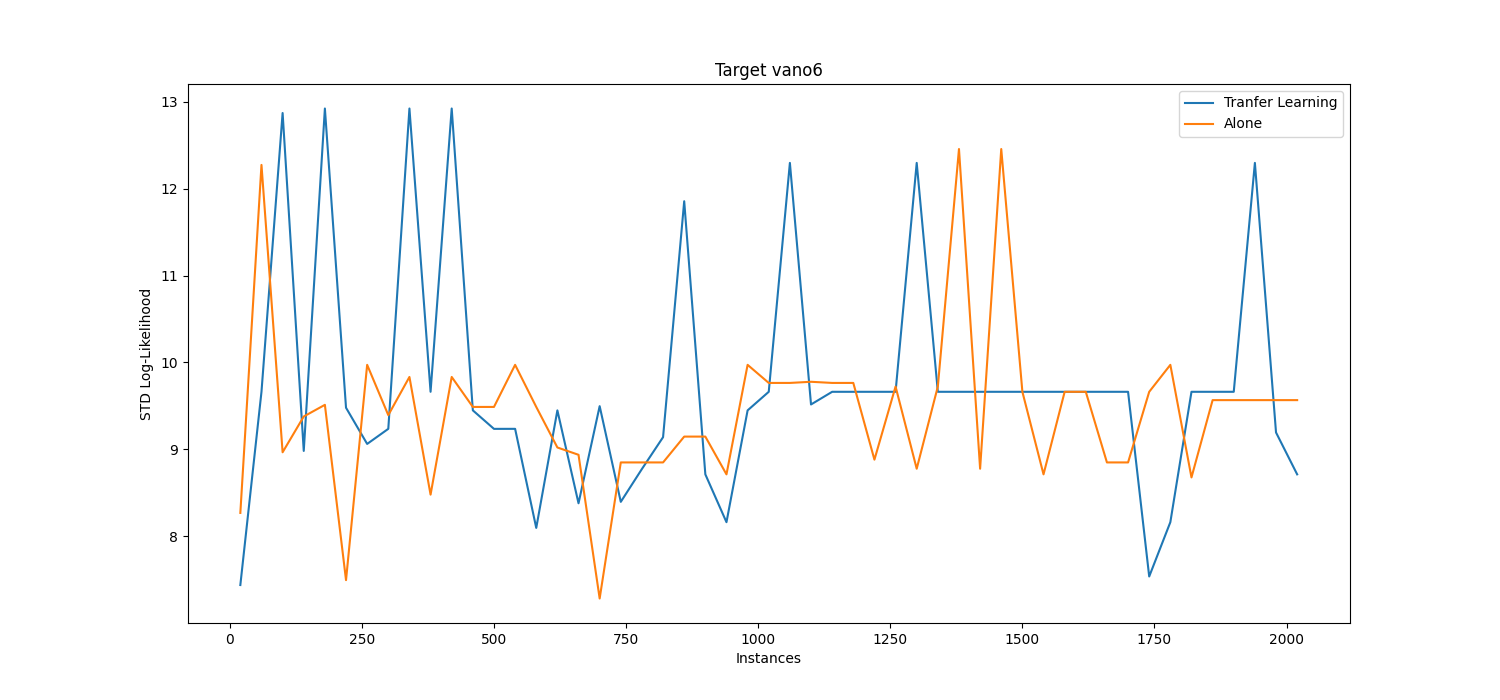 Target vano6
Tranfer Learning
Alone
STD Log-Likelihood
13
12
11
10
9
8
0 250 500 750 1000 1250 1500 1750 2000
Instances